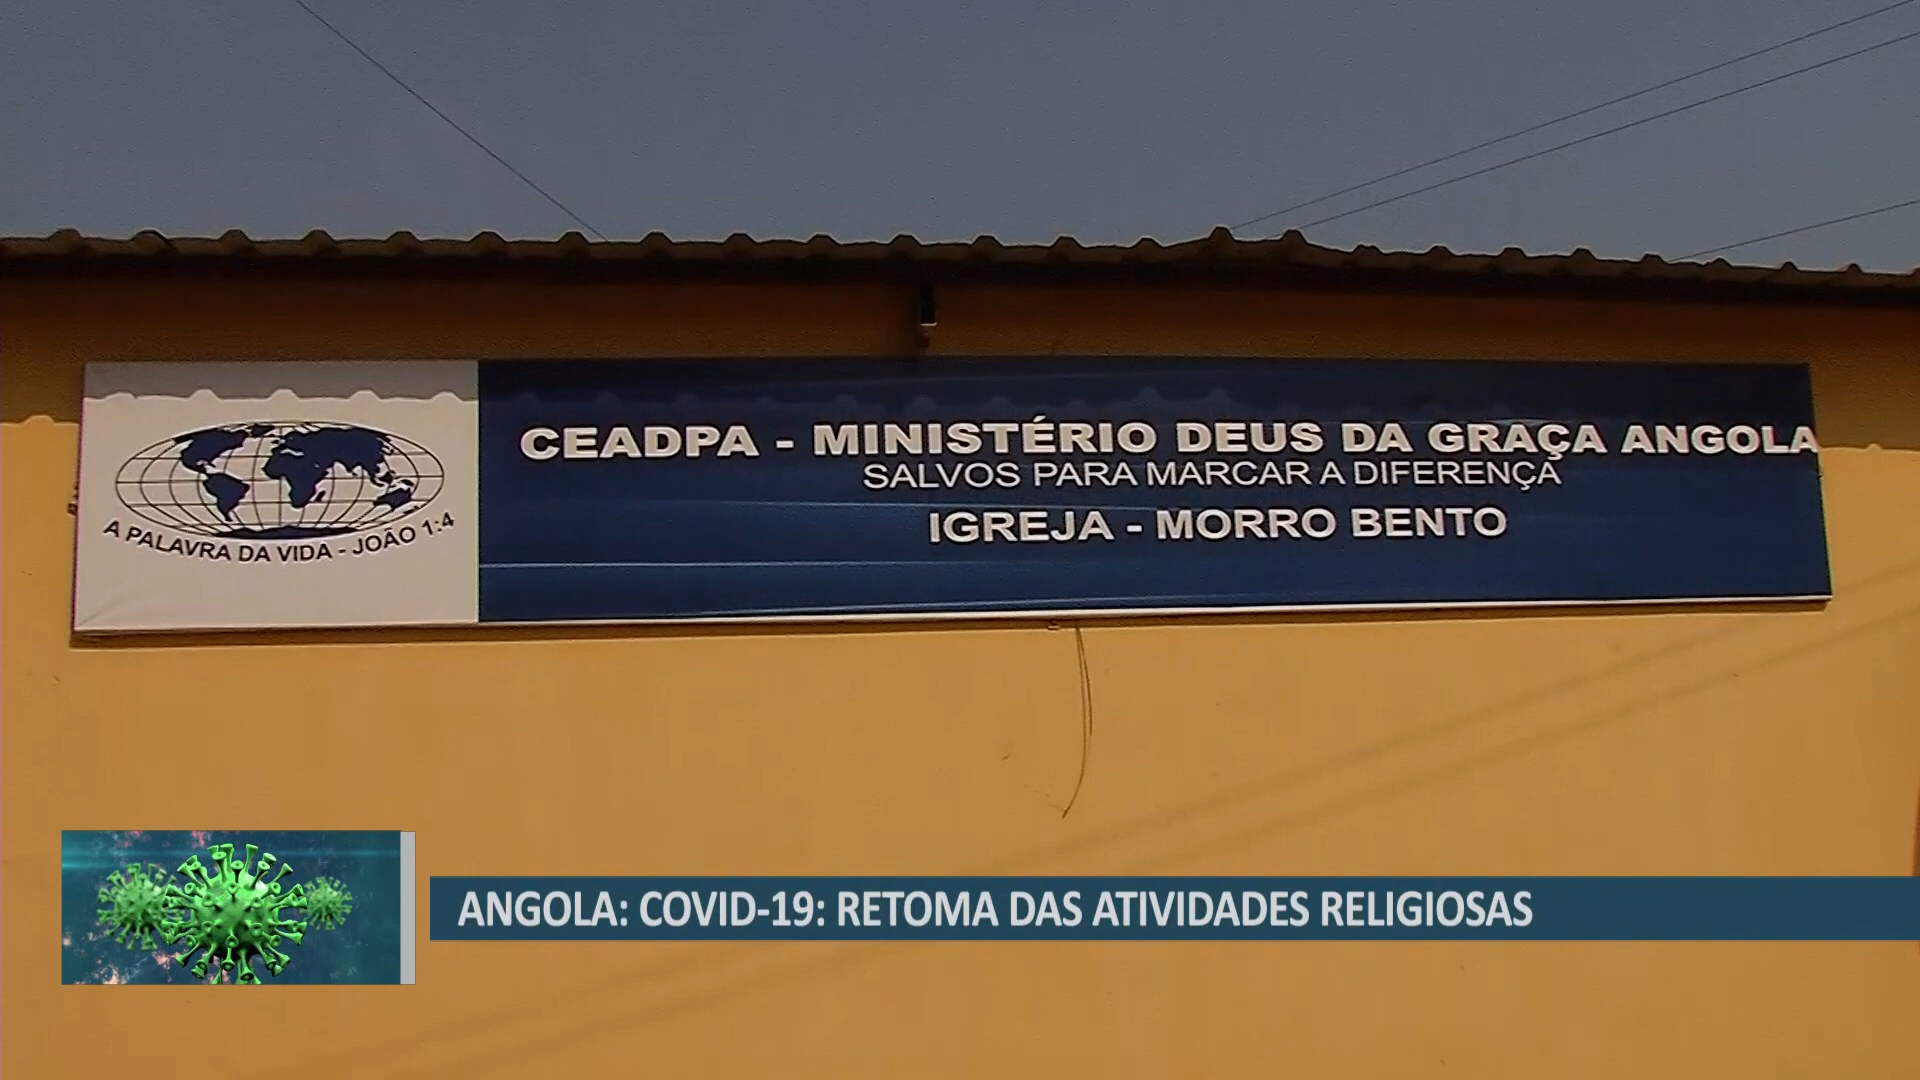 CEADPA - MINISTÉRIO DEUS DA GRAÇA ANGOLA
SALVOS PARA MARCAR A DIFERENÇA
IGREJA - MORRO BENTO
A PALAVRA DA VIDA - JOÃO 1:4
ANGOLA: COVID-19: RETOMA DAS ATIVIDADES RELIGIOSAS